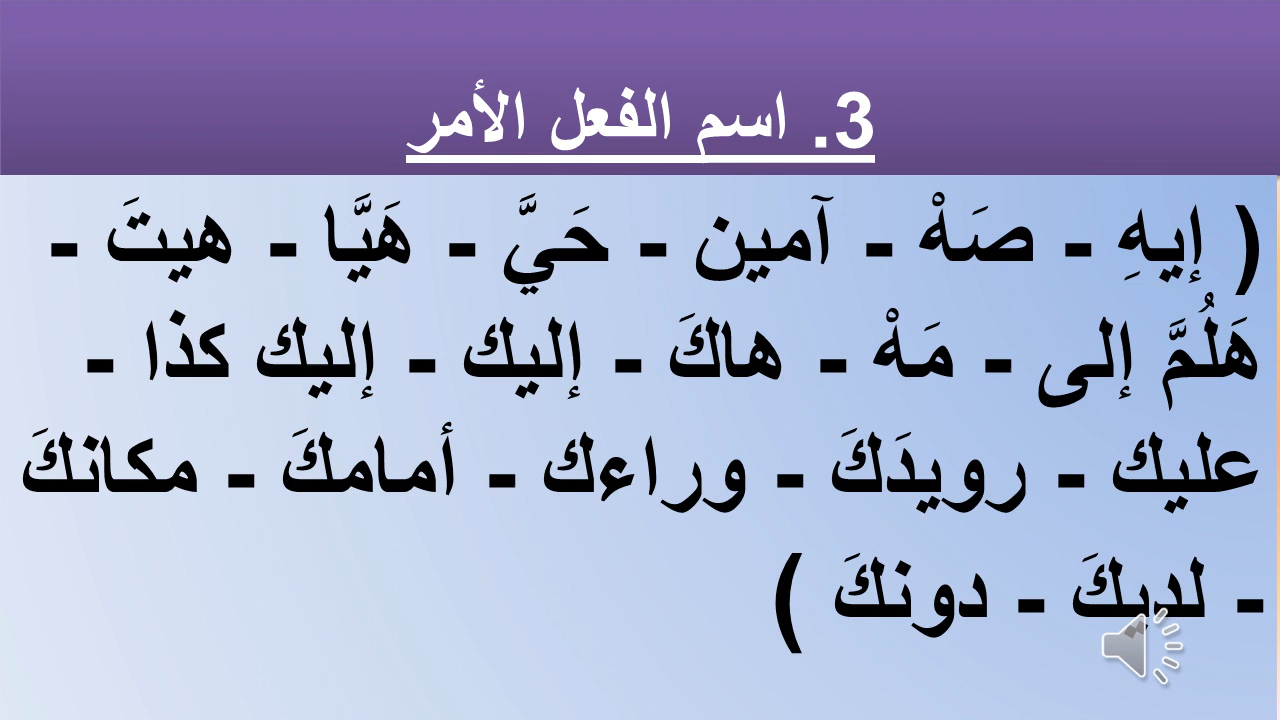 3. اسم الفعل الأمر
( إيهِ - صَهْ - آمين - حَيَّ - هَيَّا - هيتَ -
هَلُمَّ إلى - مَهْ - هاكَ - إليك - إليك كذا -
عليك - رويدَكَ - وراءك - أمامكَ - مكانكَ
- لديكَ - دونكَ )